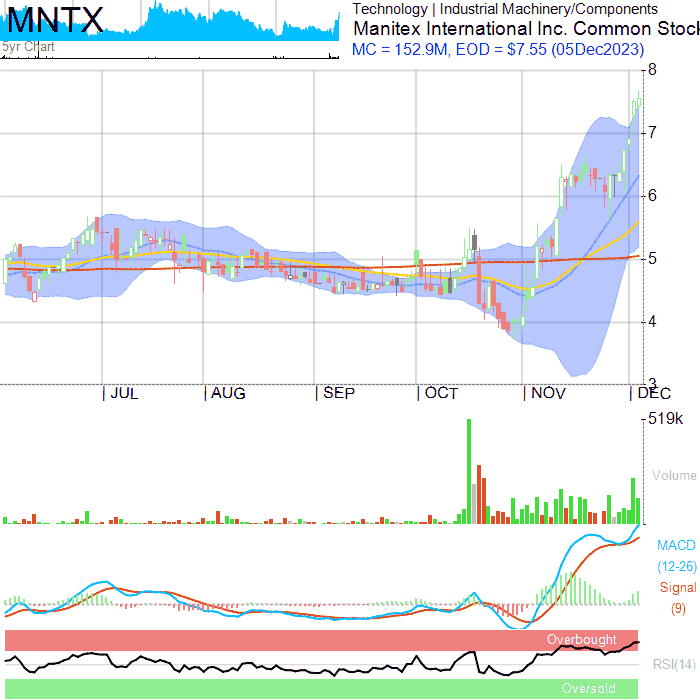 MNTX
5yr Chart
Technology | Industrial Machinery/Components
Manitex International Inc. Common Stock
MC = 152.9M, EOD = $7.55 (05Dec2023)
8
7
6
5
4
3
JUL
AUG
SEP
OCT
NOV
DEC
519k
Volume
MACD
(12-26)
Signal
(9)
Overbought
RSI(14)
Oversold